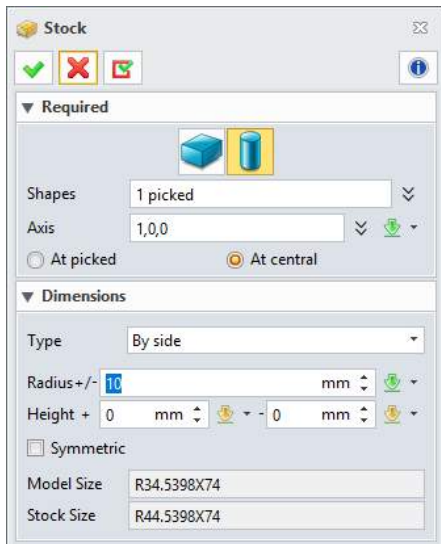 Stock
Required
Shapes 1 picked
Axis 1,0,0
At picked At central
Dimensions
Type By side
Radius+/- 10 mm
Height + 0 mm - 0 mm
Symmetric
Model Size R34.5398X74
Stock Size R44.5398X74